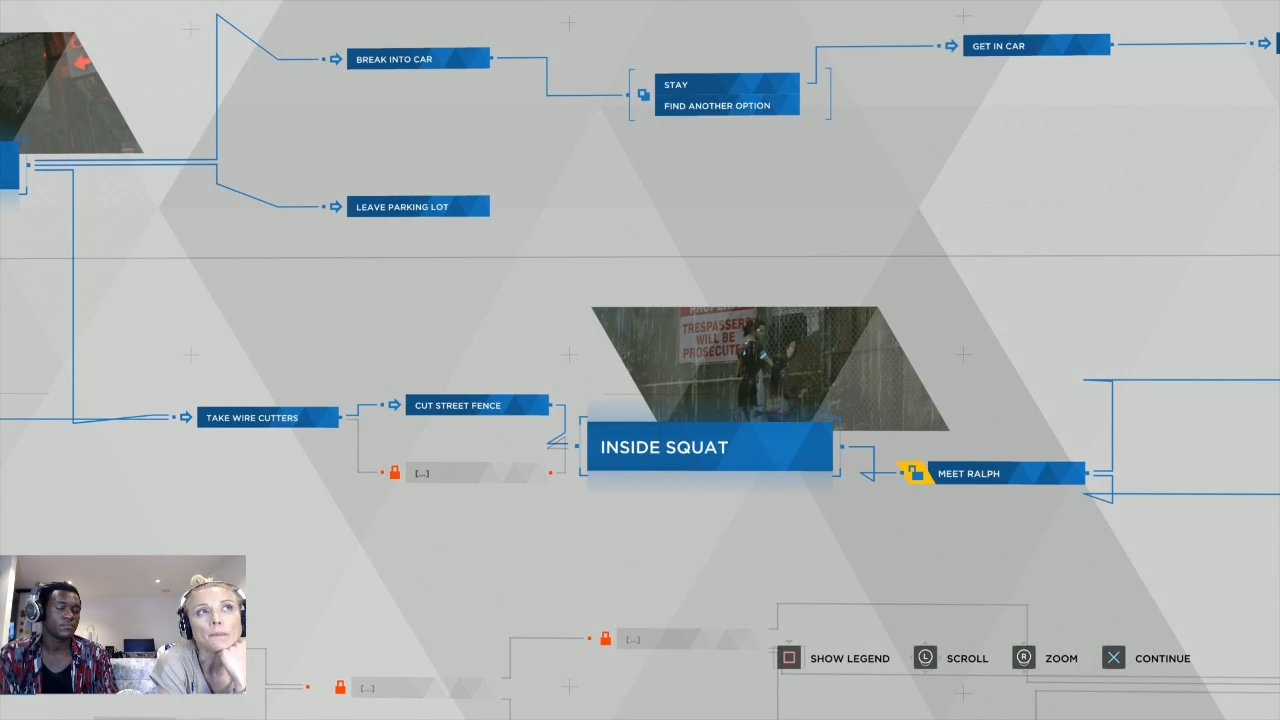 BREAK INTO CAR
STAY
FIND ANOTHER OPTION
GET IN CAR
LEAVE PARKING LOT
TRESPASSERS
WILL BE
PROSECUTED
TAKE WIRE CUTTERS
CUT STREET FENCE
[...]
INSIDE SQUAT
MEET RALPH
[...]
[...]
SHOW LEGEND
L
SCROLL
R
ZOOM
CONTINUE